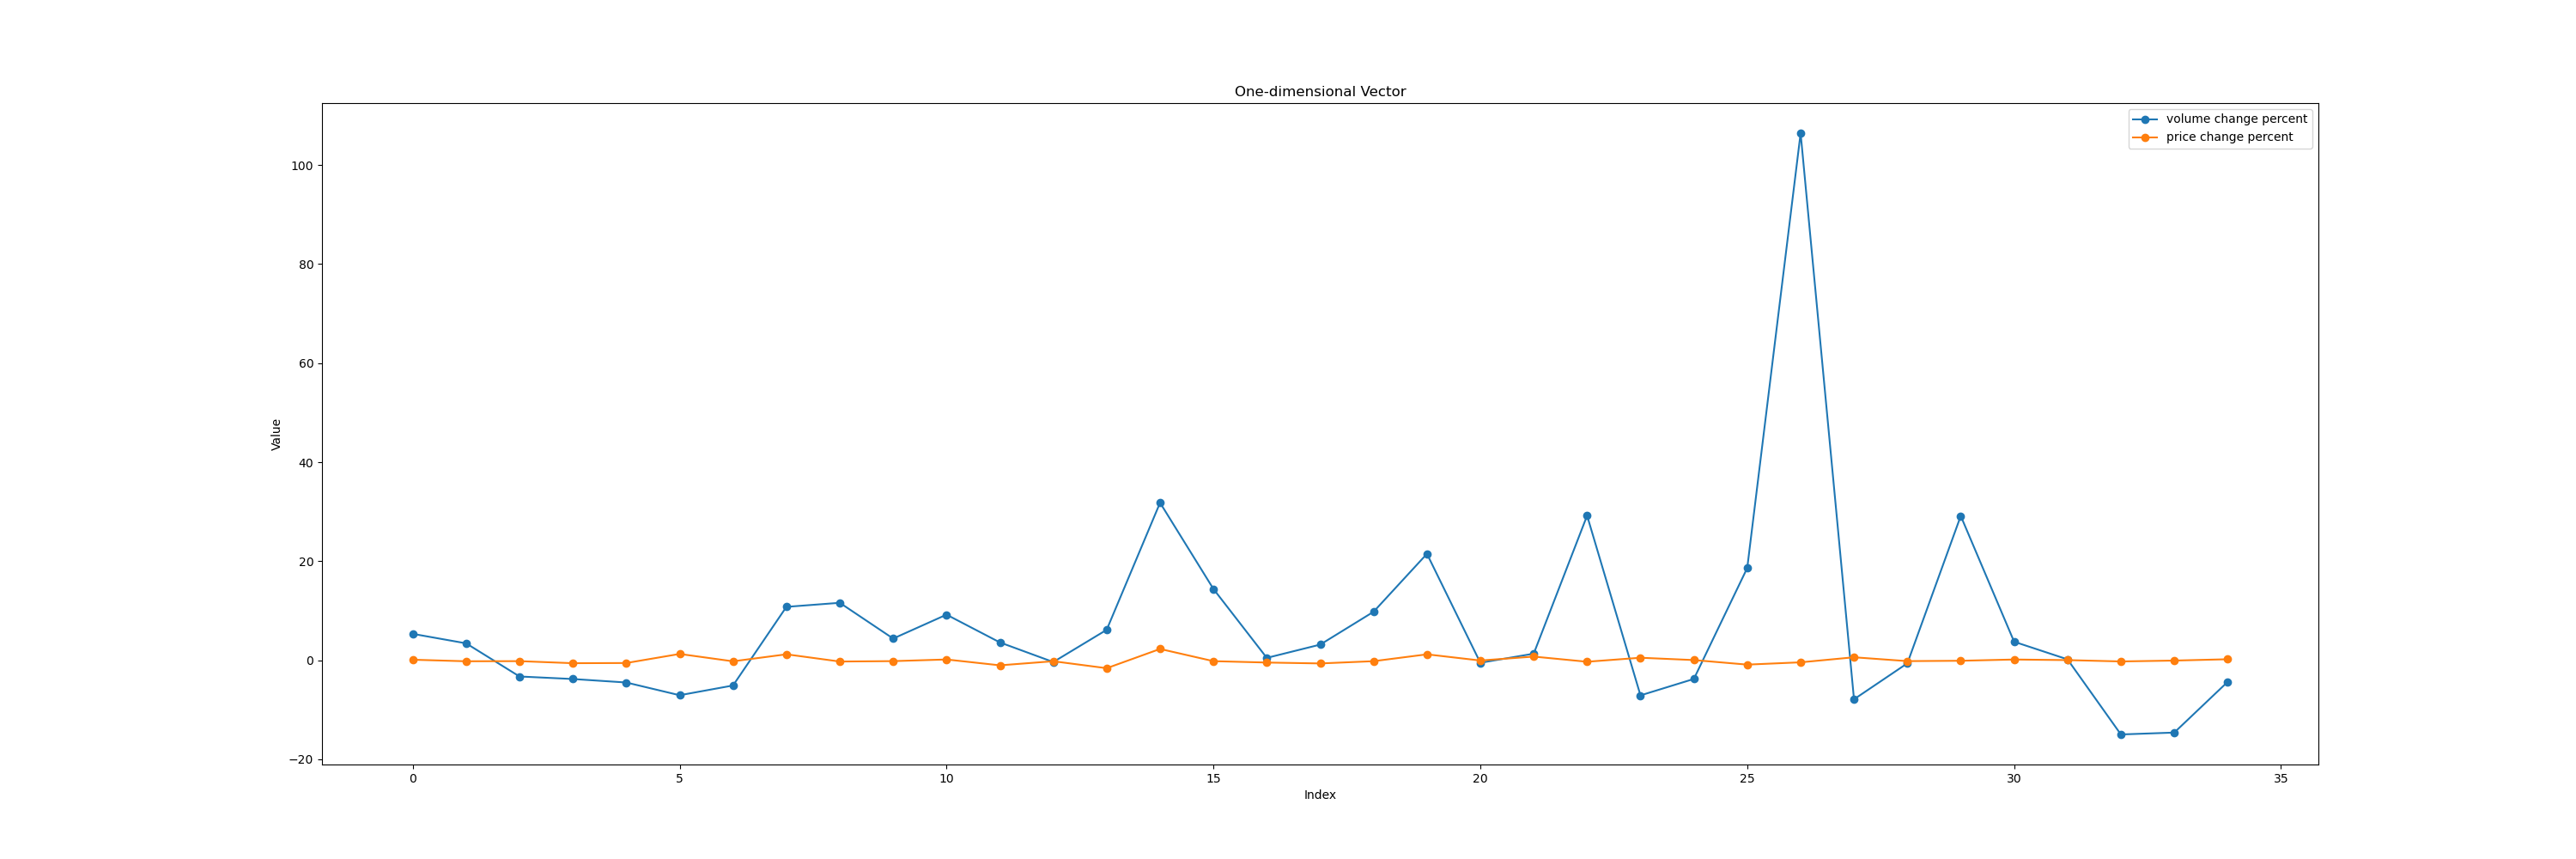 One-dimensional Vector
volume change percent
price change percent
100
80
60
40
20
0
−20
Value
0 5 10 15 20 25 30 35
Index